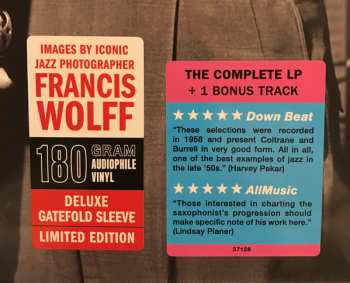 IMAGES BY ICONIC
JAZZ PHOTOGRAPHER
FRANCIS
WOLFF
180 GRAM
AUDIOPHILE
VINYL
DELUXE
GATEFOLD SLEEVE
LIMITED EDITION
THE COMPLETE LP
+ 1 BONUS TRACK
★★★★★ Down Beat
“These selections were recorded
in 1958 and present Coltrane and
Burrell in very good form. All in all,
one of the best examples of jazz in
the late ’50s.” (Harvey Pekar)
★★★★★ AllMusic
“Those interested in charting the
saxophonist’s progression should
make specific note of his work here.”
(Lindsay Planer)
37128